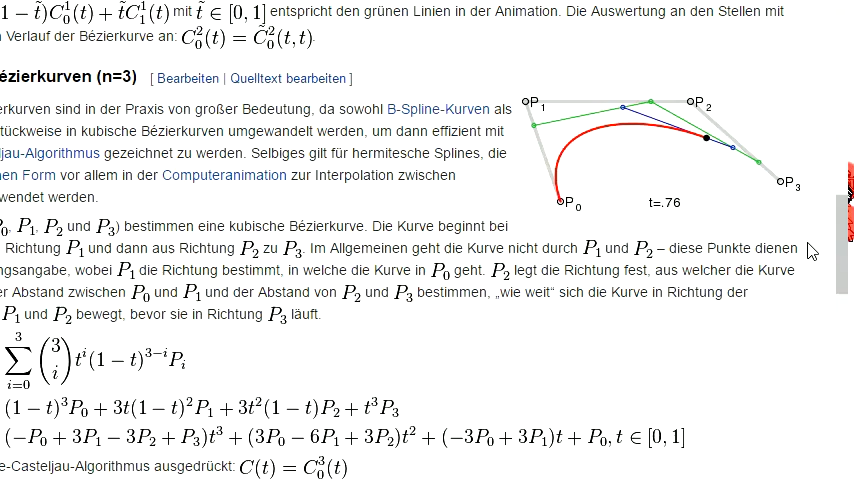 1 − t̃)C₀¹(t) + t̃C₁¹(t) mit t̃ ∈ [0, 1] entspricht den grünen Linien in der Animation. Die Auswertung an den Stellen mit
Verlauf der Bézierkurve an: C₀²(t) = C̃₀²(t, t).
ézierkurven (n=3) [ Bearbeiten | Quelltext bearbeiten ]
erkurven sind in der Praxis von großer Bedeutung, da sowohl B-Spline-Kurven als
tückweise in kubische Bézierkurven umgewandelt werden, um dann effizient mit
ljau-Algorithmus gezeichnet zu werden. Selbiges gilt für hermitesche Splines, die
en Form vor allem in der Computeranimation zur Interpolation zwischen
wendet werden.
P₁
P₂
P₃
P₀
t=.76
P₀, P₁, P₂ und P₃) bestimmen eine kubische Bézierkurve. Die Kurve beginnt bei
Richtung P₁ und dann aus Richtung P₂ zu P₃. Im Allgemeinen geht die Kurve nicht durch P₁ und P₂ – diese Punkte dienen
ngsangabe, wobei P₁ die Richtung bestimmt, in welche die Kurve in P₀ geht. P₂ legt die Richtung fest, aus welcher die Kurve
er Abstand zwischen P₀ und P₁ und der Abstand von P₂ und P₃ bestimmen, „wie weit“ sich die Kurve in Richtung der
P₁ und P₂ bewegt, bevor sie in Richtung P₃ läuft.
∑_{i=0}^{3} (3 i) tⁱ(1 − t)³⁻ⁱPᵢ
(1 − t)³P₀ + 3t(1 − t)²P₁ + 3t²(1 − t)P₂ + t³P₃
(−P₀ + 3P₁ − 3P₂ + P₃)t³ + (3P₀ − 6P₁ + 3P₂)t² + (−3P₀ + 3P₁)t + P₀, t ∈ [0, 1]
e-Casteljau-Algorithmus ausgedrückt: C(t) = C₀³(t)